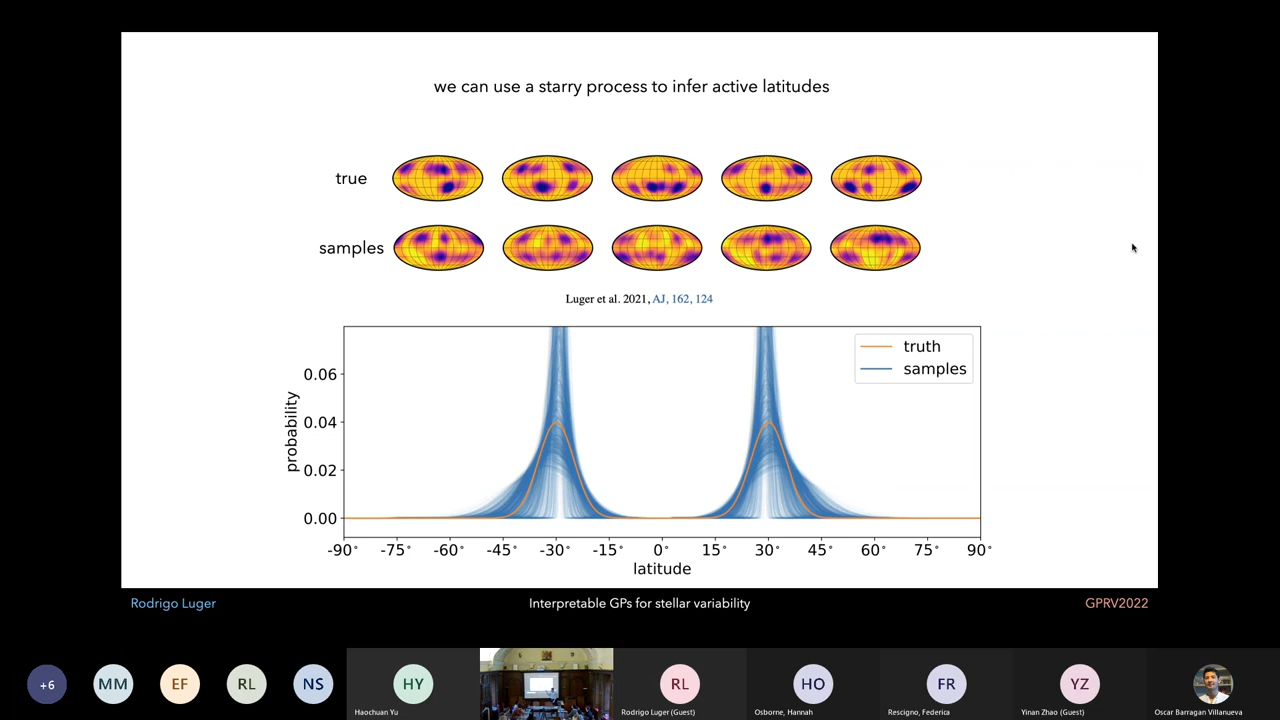 we can use a starry process to infer active latitudes
true
samples
Luger et al. 2021, AJ, 162, 124
truth
samples
probability
0.06
0.04
0.02
0.00
-90° -75° -60° -45° -30° -15° 0° 15° 30° 45° 60° 75° 90°
latitude
Rodrigo Luger Interpretable GPs for stellar variability GPRV2022
+6 MM EF RL NS HY RL HO FR YZ
Haochuan Yu Rodrigo Luger (Guest) Osborne, Hannah Rescigno, Federica Yinan Zhao (Guest) Oscar Barragan Villanueva